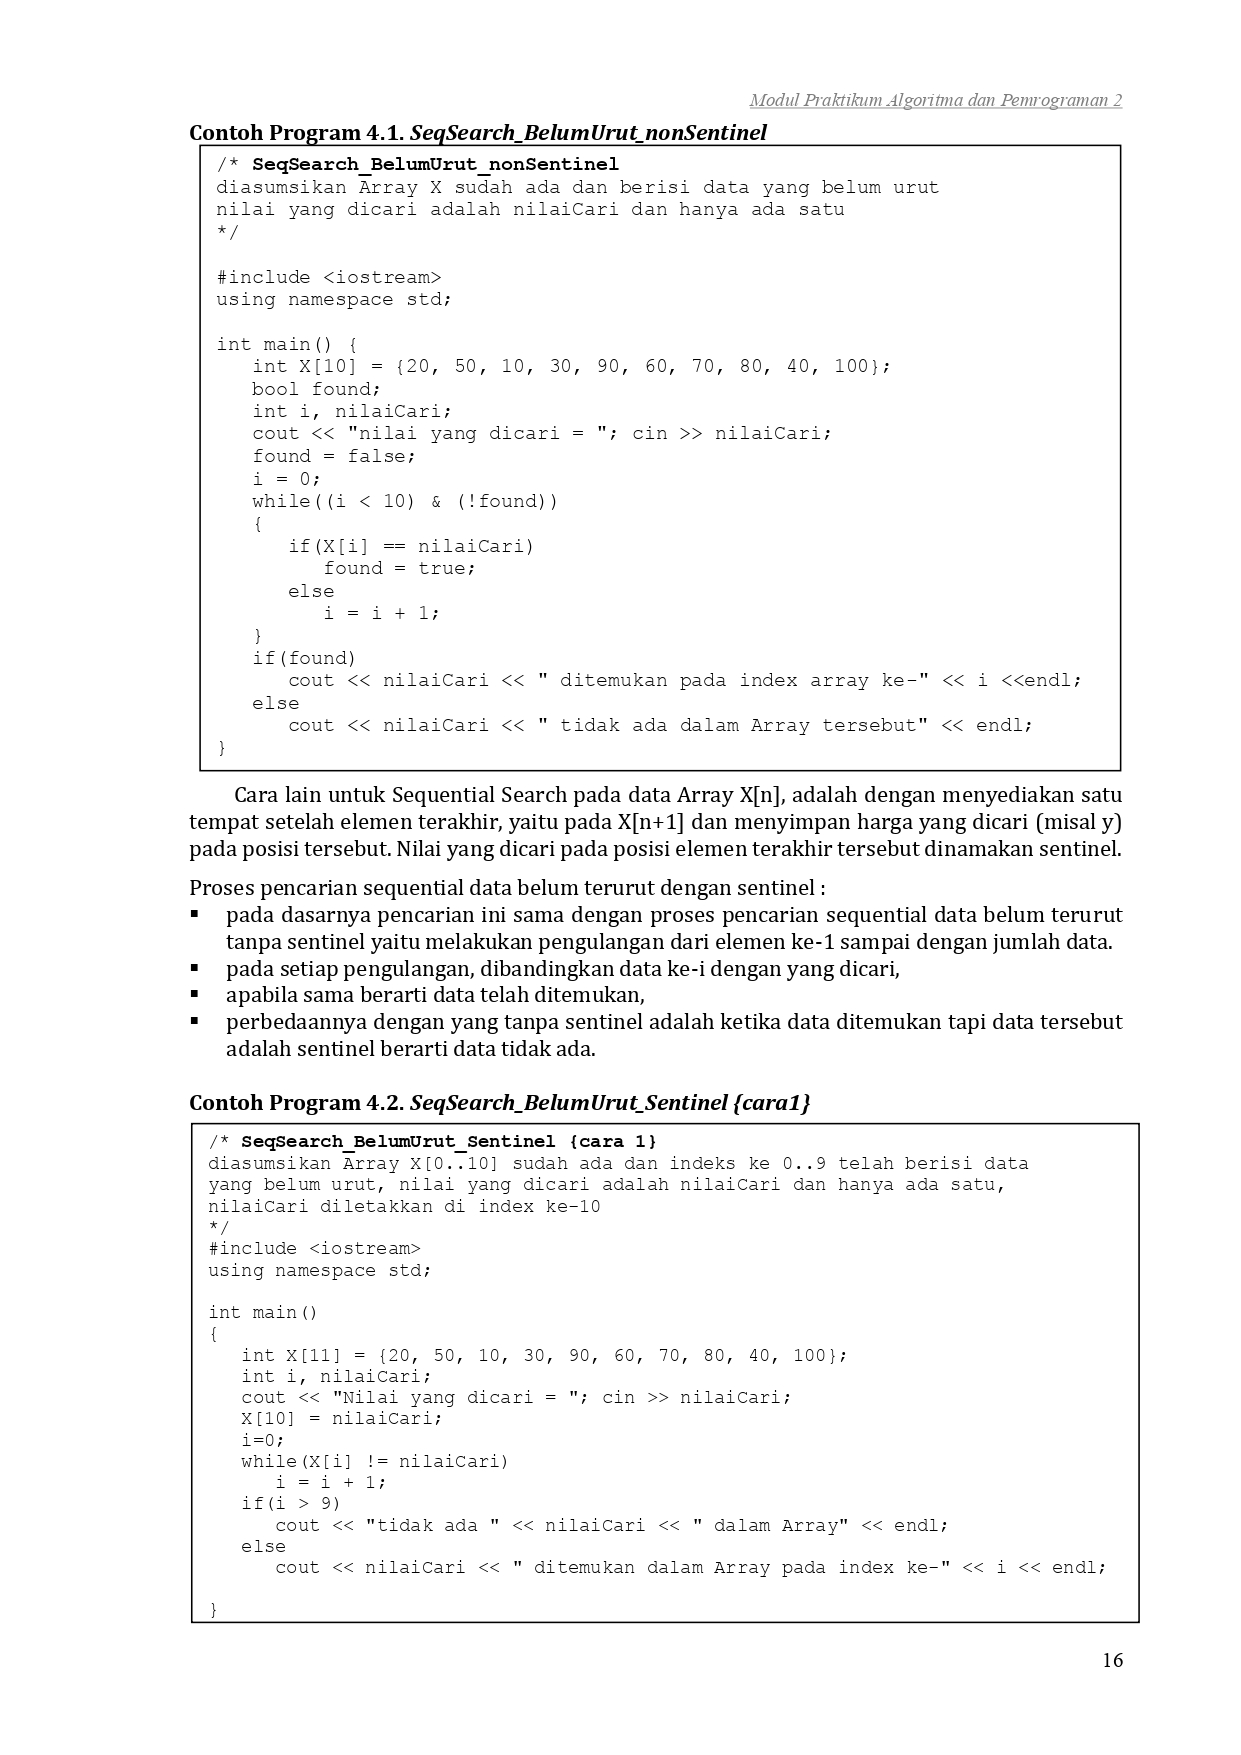 Modul Praktikum Algoritma dan Pemrograman 2
Contoh Program 4.1. SeqSearch_BelumUrut_nonSentinel
/* SeqSearch_BelumUrut_nonSentinel
diasumsikan Array X sudah ada dan berisi data yang belum urut
nilai yang dicari adalah nilaiCari dan hanya ada satu
*/
#include <iostream>
using namespace std;
int main() {
int X[10] = {20, 50, 10, 30, 90, 60, 70, 80, 40, 100};
bool found;
int i, nilaiCari;
cout << "nilai yang dicari = "; cin >> nilaiCari;
found = false;
i = 0;
while((i < 10) & (!found))
{
if(X[i] == nilaiCari)
found = true;
else
i = i + 1;
}
if(found)
cout << nilaiCari << " ditemukan pada index array ke-" << i <<endl;
else
cout << nilaiCari << " tidak ada dalam Array tersebut" << endl;
}
Cara lain untuk Sequential Search pada data Array X[n], adalah dengan menyediakan satu
tempat setelah elemen terakhir, yaitu pada X[n+1] dan menyimpan harga yang dicari (misal y)
pada posisi tersebut. Nilai yang dicari pada posisi elemen terakhir tersebut dinamakan sentinel.
Proses pencarian sequential data belum terurut dengan sentinel :
▪ pada dasarnya pencarian ini sama dengan proses pencarian sequential data belum terurut
tanpa sentinel yaitu melakukan pengulangan dari elemen ke-1 sampai dengan jumlah data.
▪ pada setiap pengulangan, dibandingkan data ke-i dengan yang dicari,
▪ apabila sama berarti data telah ditemukan,
▪ perbedaannya dengan yang tanpa sentinel adalah ketika data ditemukan tapi data tersebut
adalah sentinel berarti data tidak ada.
Contoh Program 4.2. SeqSearch_BelumUrut_Sentinel {cara1}
/* SeqSearch_BelumUrut_Sentinel {cara 1}
diasumsikan Array X[0..10] sudah ada dan indeks ke 0..9 telah berisi data
yang belum urut, nilai yang dicari adalah nilaiCari dan hanya ada satu,
nilaiCari diletakkan di index ke-10
*/
#include <iostream>
using namespace std;
int main()
{
int X[11] = {20, 50, 10, 30, 90, 60, 70, 80, 40, 100};
int i, nilaiCari;
cout << "Nilai yang dicari = "; cin >> nilaiCari;
X[10] = nilaiCari;
i=0;
while(X[i] != nilaiCari)
i = i + 1;
if(i > 9)
cout << "tidak ada " << nilaiCari << " dalam Array" << endl;
else
cout << nilaiCari << " ditemukan dalam Array pada index ke-" << i << endl;
}
16